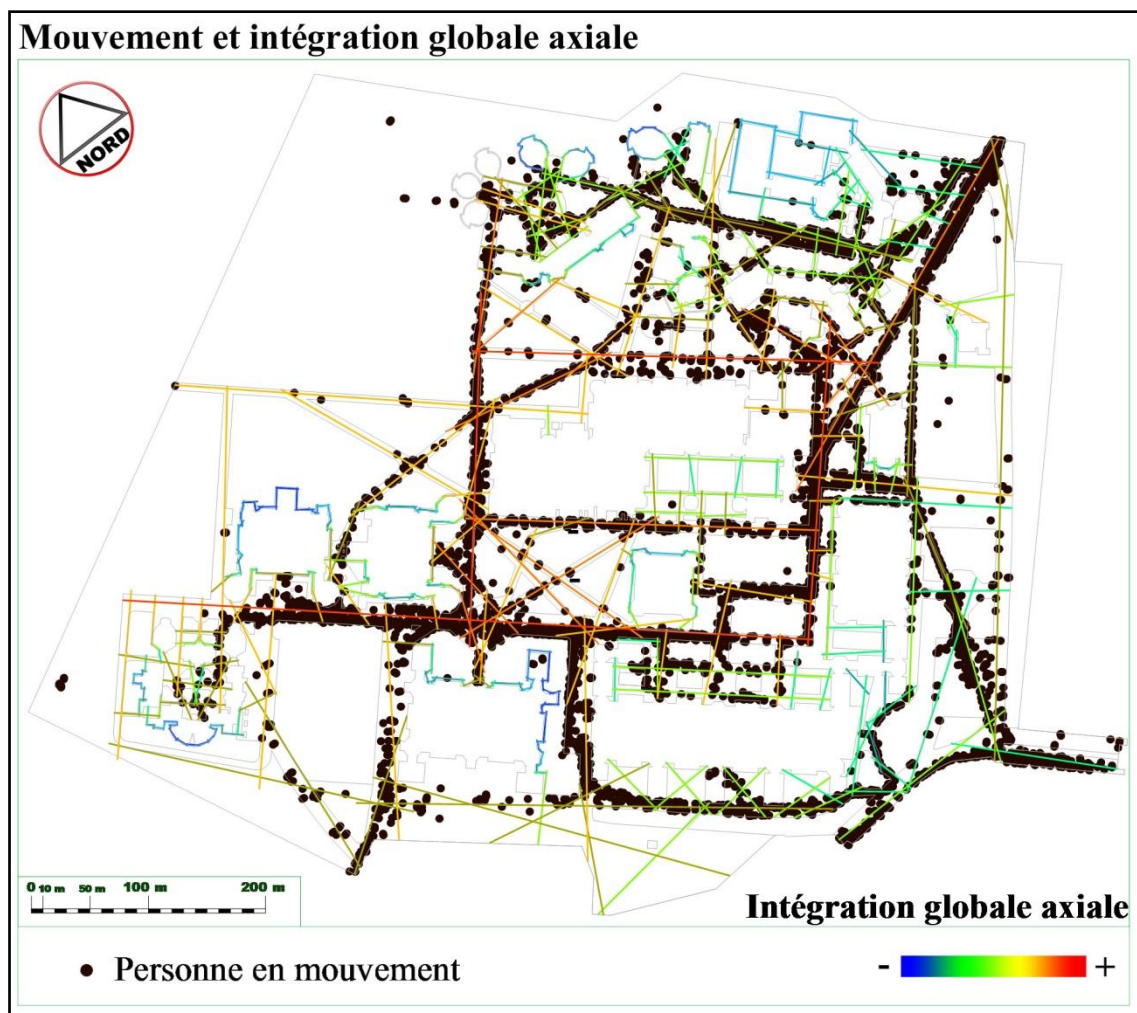 Mouvement et intégration globale axiale
NORD
0 10 m 50 m 100 m 200 m
Intégration globale axiale
Personne en mouvement
- +